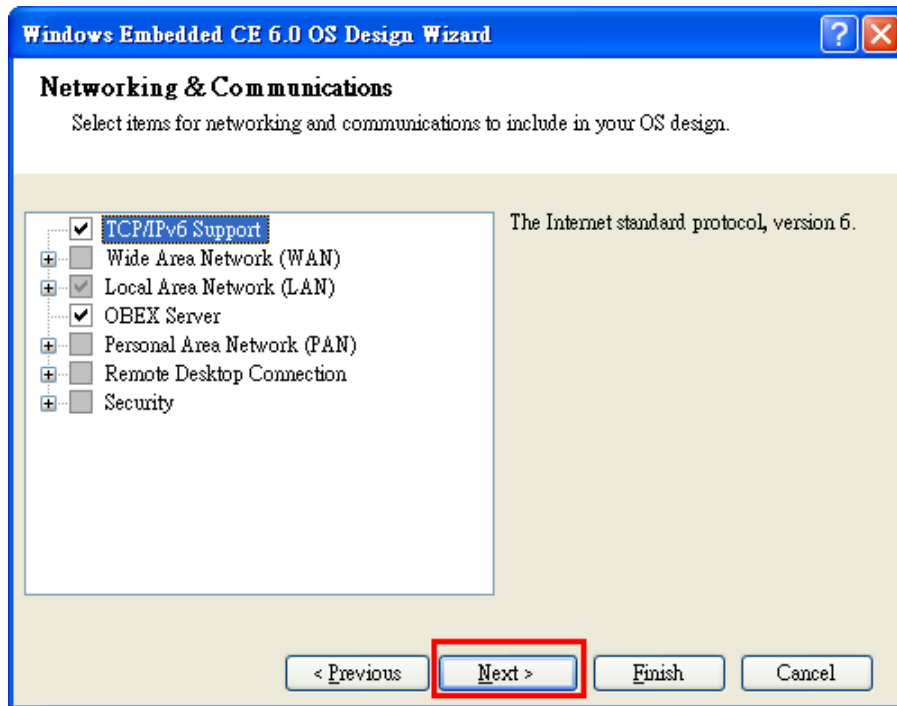 Windows Embedded CE 6.0 OS Design Wizard
Networking & Communications
Select items for networking and communications to include in your OS design.
TCP/IPv6 Support
Wide Area Network (WAN)
Local Area Network (LAN)
OBEX Server
Personal Area Network (PAN)
Remote Desktop Connection
Security
The Internet standard protocol, version 6.
< Previous
Next >
Finish
Cancel